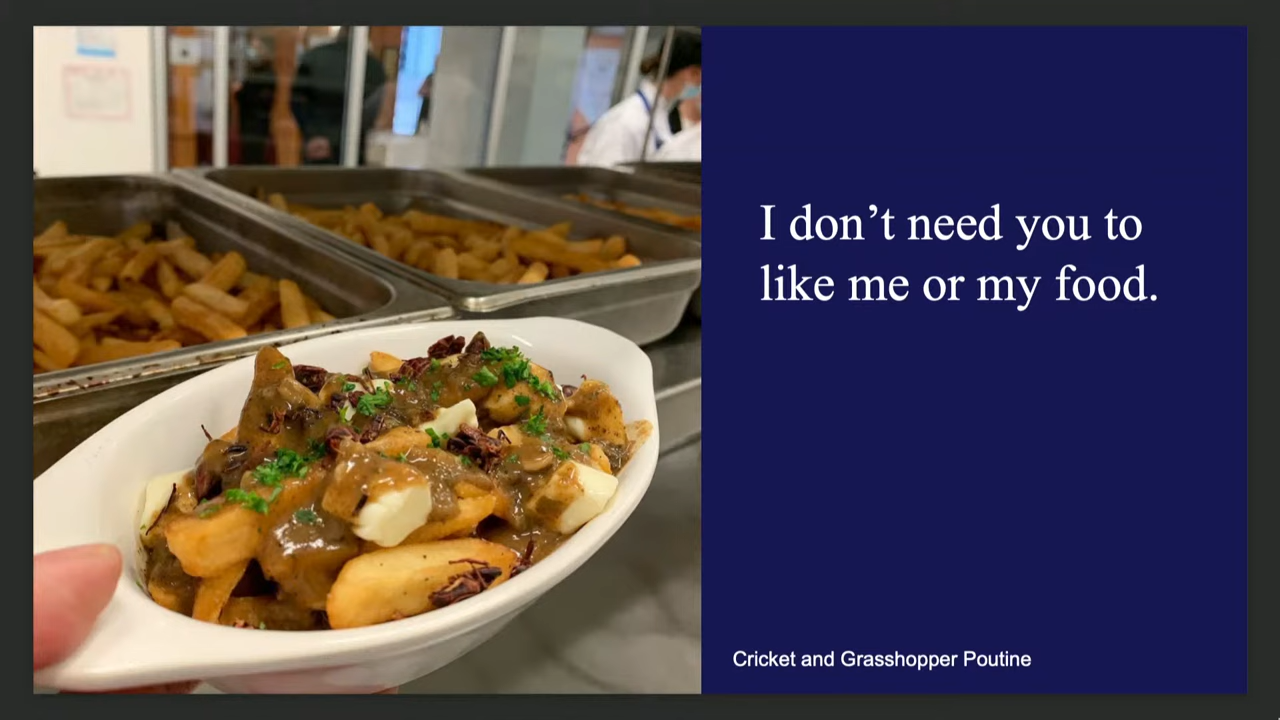 I don’t need you to
like me or my food.
Cricket and Grasshopper Poutine